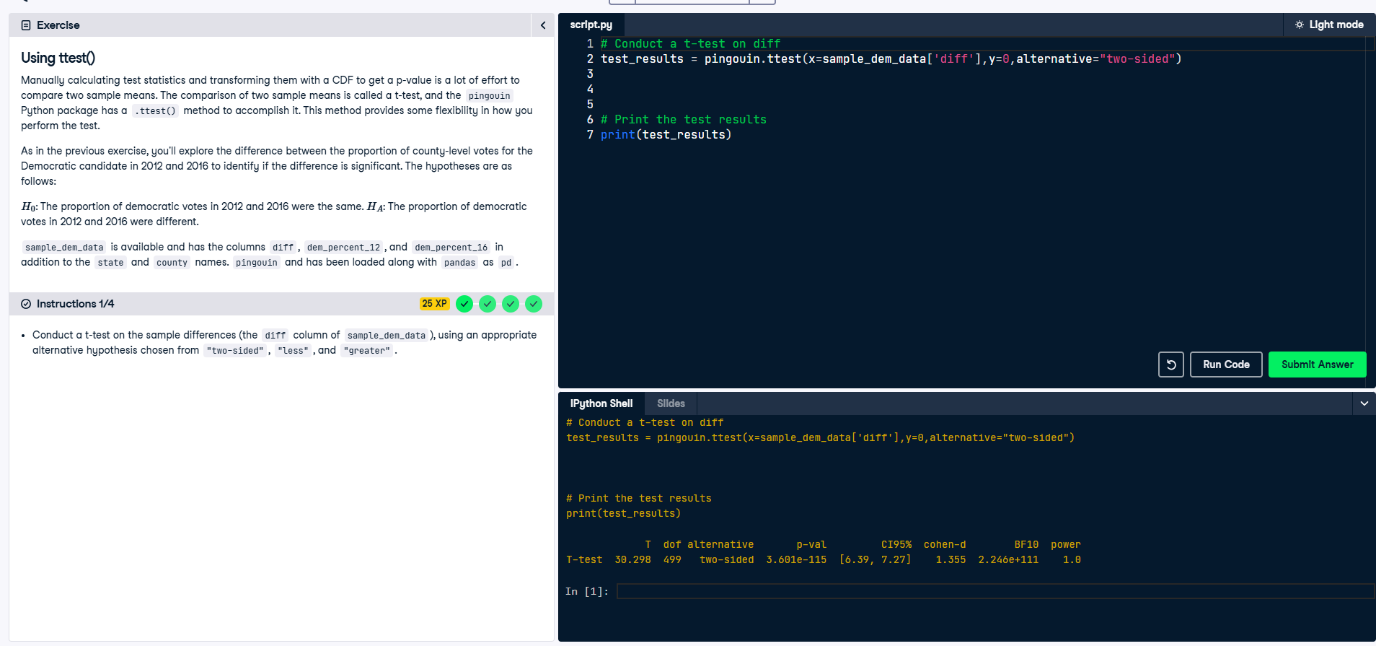 Exercise
Using ttest()
Manually calculating test statistics and transforming them with a CDF to get a p-value is a lot of effort to
compare two sample means. The comparison of two sample means is called a t-test, and the pingouin
Python package has a .ttest() method to accomplish it. This method provides some flexibility in how you
perform the test.
As in the previous exercise, you'll explore the difference between the proportion of county-level votes for the
Democratic candidate in 2012 and 2016 to identify if the difference is significant. The hypotheses are as
follows:
H0: The proportion of democratic votes in 2012 and 2016 were the same. HA: The proportion of democratic
votes in 2012 and 2016 were different.
sample_dem_data is available and has the columns diff, dem_percent_12, and dem_percent_16 in
addition to the state and county names. pingouin and has been loaded along with pandas as pd.
Instructions 1/4
25 XP
• Conduct a t-test on the sample differences (the diff column of sample_dem_data), using an appropriate
alternative hypothesis chosen from "two-sided", "less", and "greater".
script.py
Light mode
1 # Conduct a t-test on diff
2 test_results = pingouin.ttest(x=sample_dem_data['diff'],y=0,alternative="two-sided")
3
4
5
6 # Print the test results
7 print(test_results)
Run Code
Submit Answer
IPython Shell
Slides
# Conduct a t-test on diff
test_results = pingouin.ttest(x=sample_dem_data['diff'],y=0,alternative="two-sided")
# Print the test results
print(test_results)
T dof alternative p-val CI95% cohen-d BF10 power
T-test 30.298 499 two-sided 3.601e-115 [6.39, 7.27] 1.355 2.246e+111 1.0
In [1]: